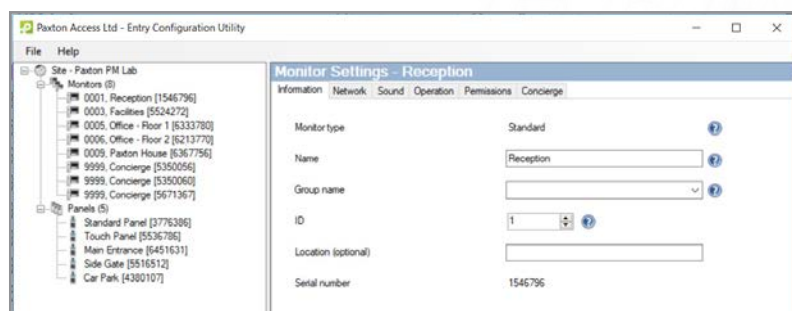 Paxton Access Ltd - Entry Configuration Utility
File Help
Site - Paxton PM Lab
Monitors (8)
0001, Reception [1546796]
0003, Facilities [5524272]
0005, Office - Floor 1 [6333780]
0006, Office - Floor 2 [6213770]
0009, Paxton House [6367756]
9999, Concierge [5350056]
9999, Concierge [5350060]
9999, Concierge [5671367]
Panels (5)
Standard Panel [3776386]
Touch Panel [5536786]
Main Entrance [6451631]
Side Gate [5516512]
Car Park [4380107]
Monitor Settings - Reception
Information Network Sound Operation Permissions Concierge
Monitor type Standard
Name Reception
Group name
ID 1
Location (optional)
Serial number 1546796